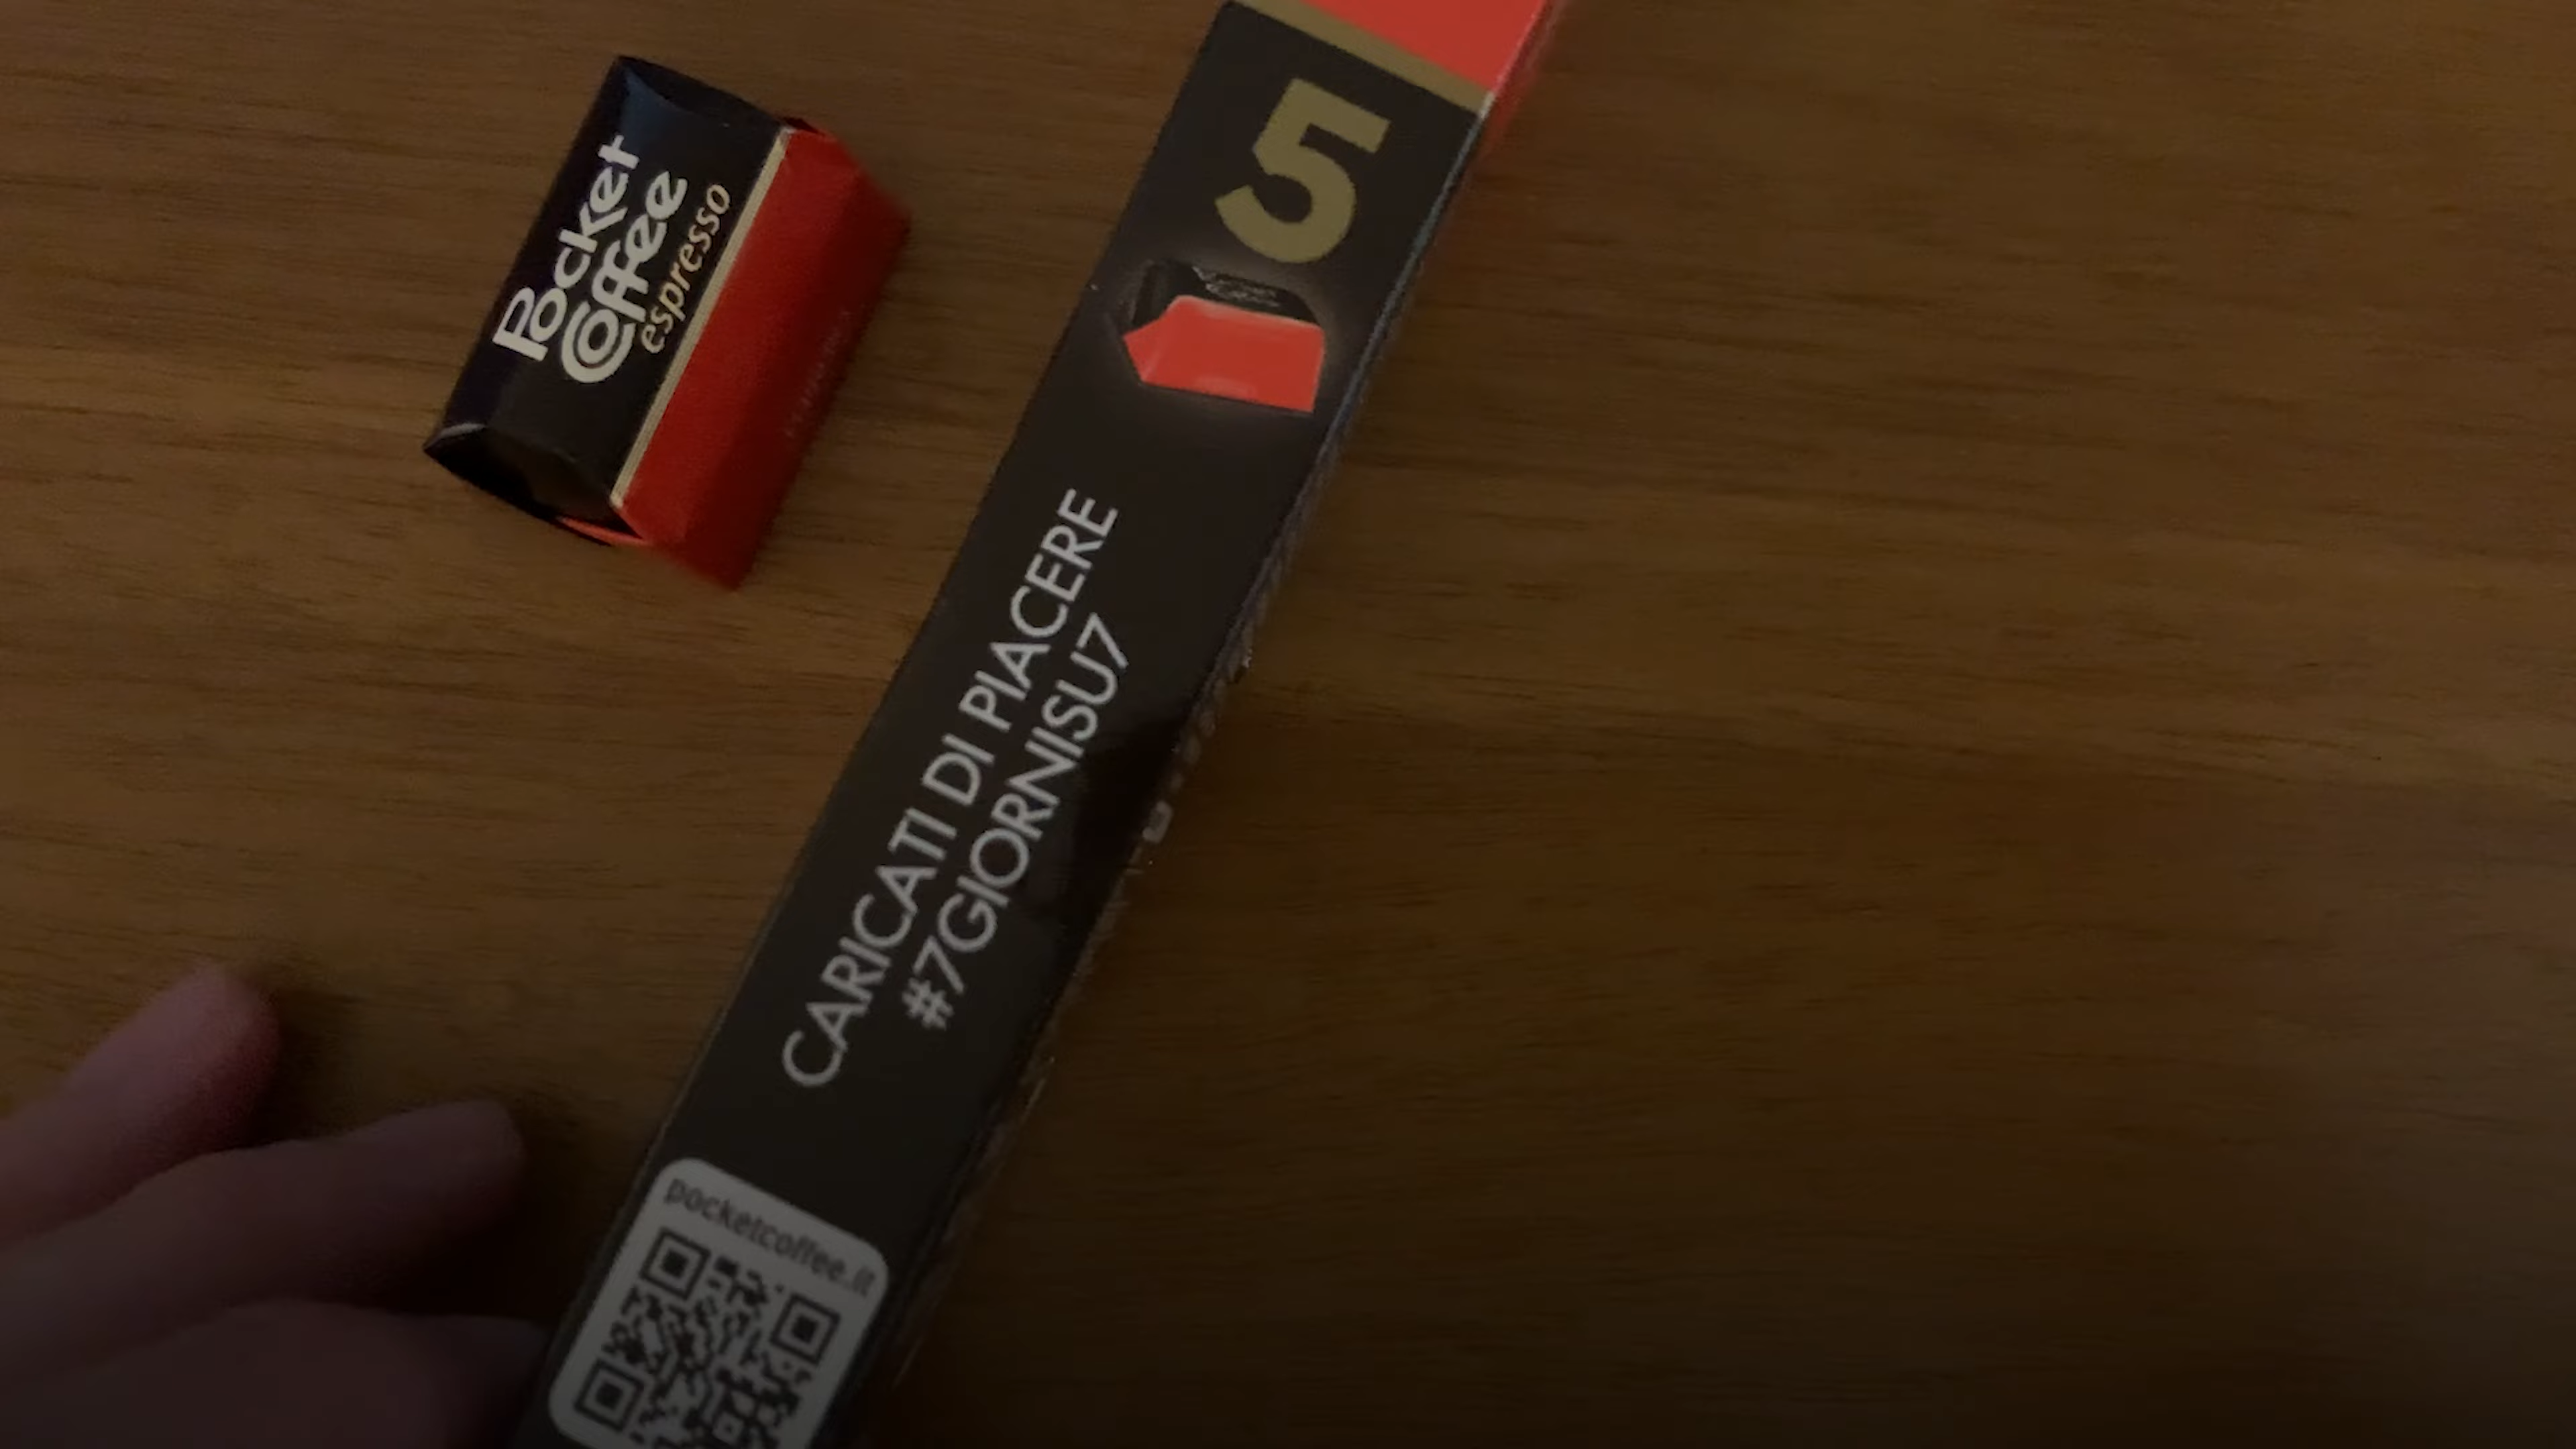 Pocket
Coffee
espresso
5
CARICATI DI PIACERE
#7GIORNISU7
pocketcoffee.it